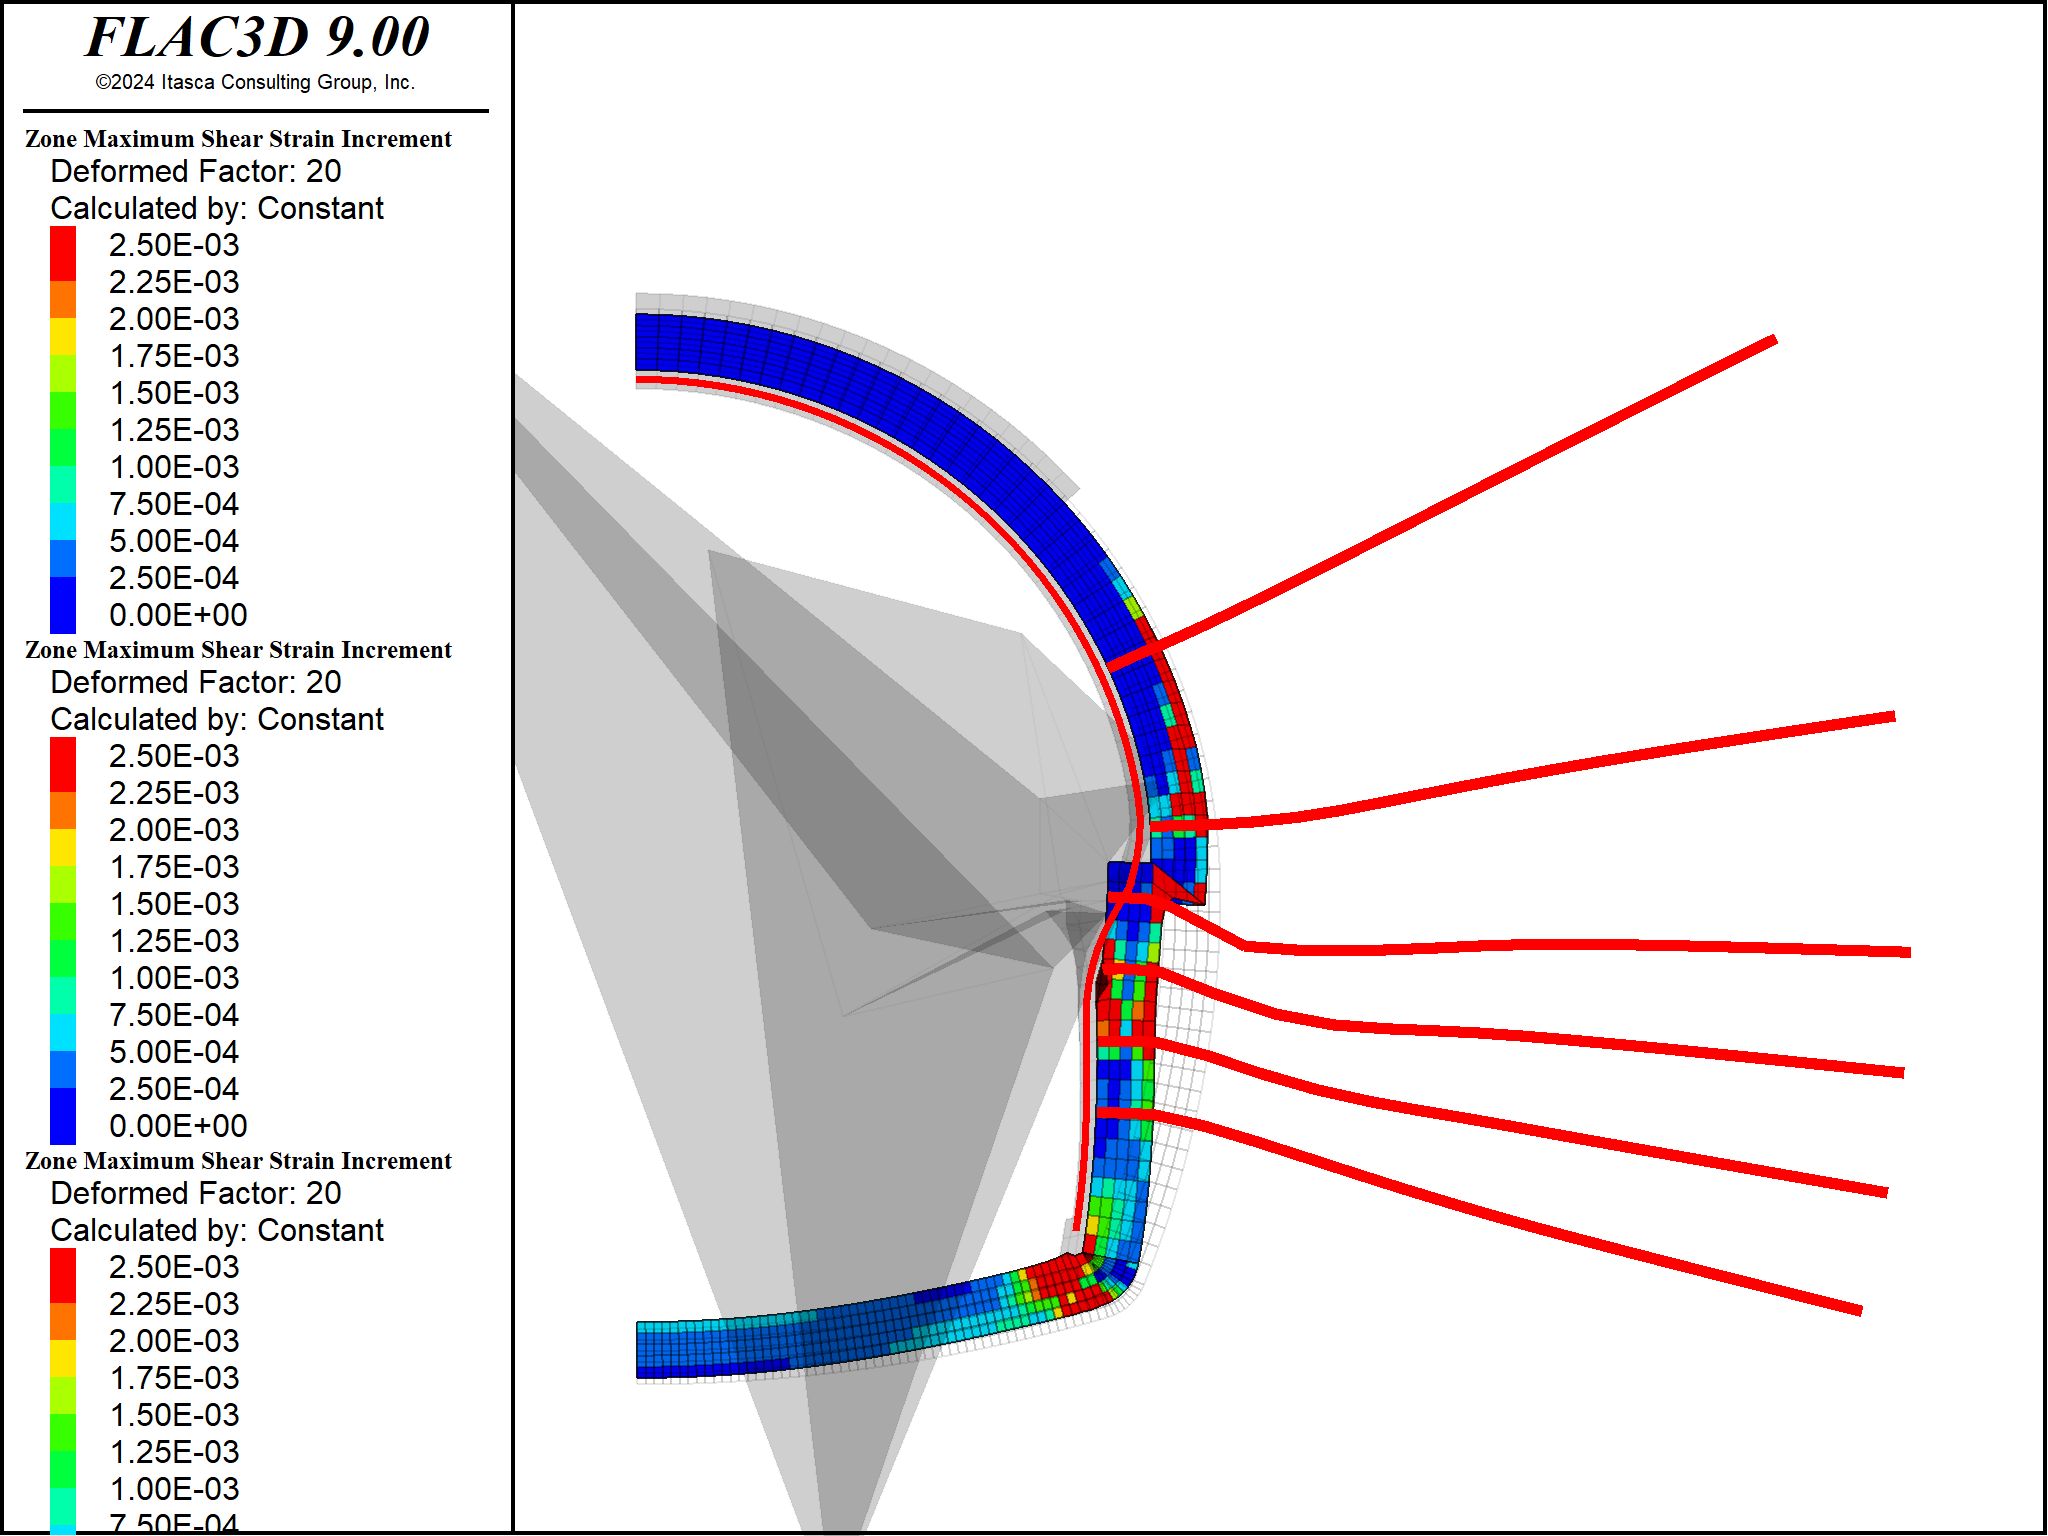 FLAC3D 9.00
©2024 Itasca Consulting Group, Inc.
Zone Maximum Shear Strain Increment
Deformed Factor: 20
Calculated by: Constant
2.50E-03
2.25E-03
2.00E-03
1.75E-03
1.50E-03
1.25E-03
1.00E-03
7.50E-04
5.00E-04
2.50E-04
0.00E+00
Zone Maximum Shear Strain Increment
Deformed Factor: 20
Calculated by: Constant
2.50E-03
2.25E-03
2.00E-03
1.75E-03
1.50E-03
1.25E-03
1.00E-03
7.50E-04
5.00E-04
2.50E-04
0.00E+00
Zone Maximum Shear Strain Increment
Deformed Factor: 20
Calculated by: Constant
2.50E-03
2.25E-03
2.00E-03
1.75E-03
1.50E-03
1.25E-03
1.00E-03
7.50E-04